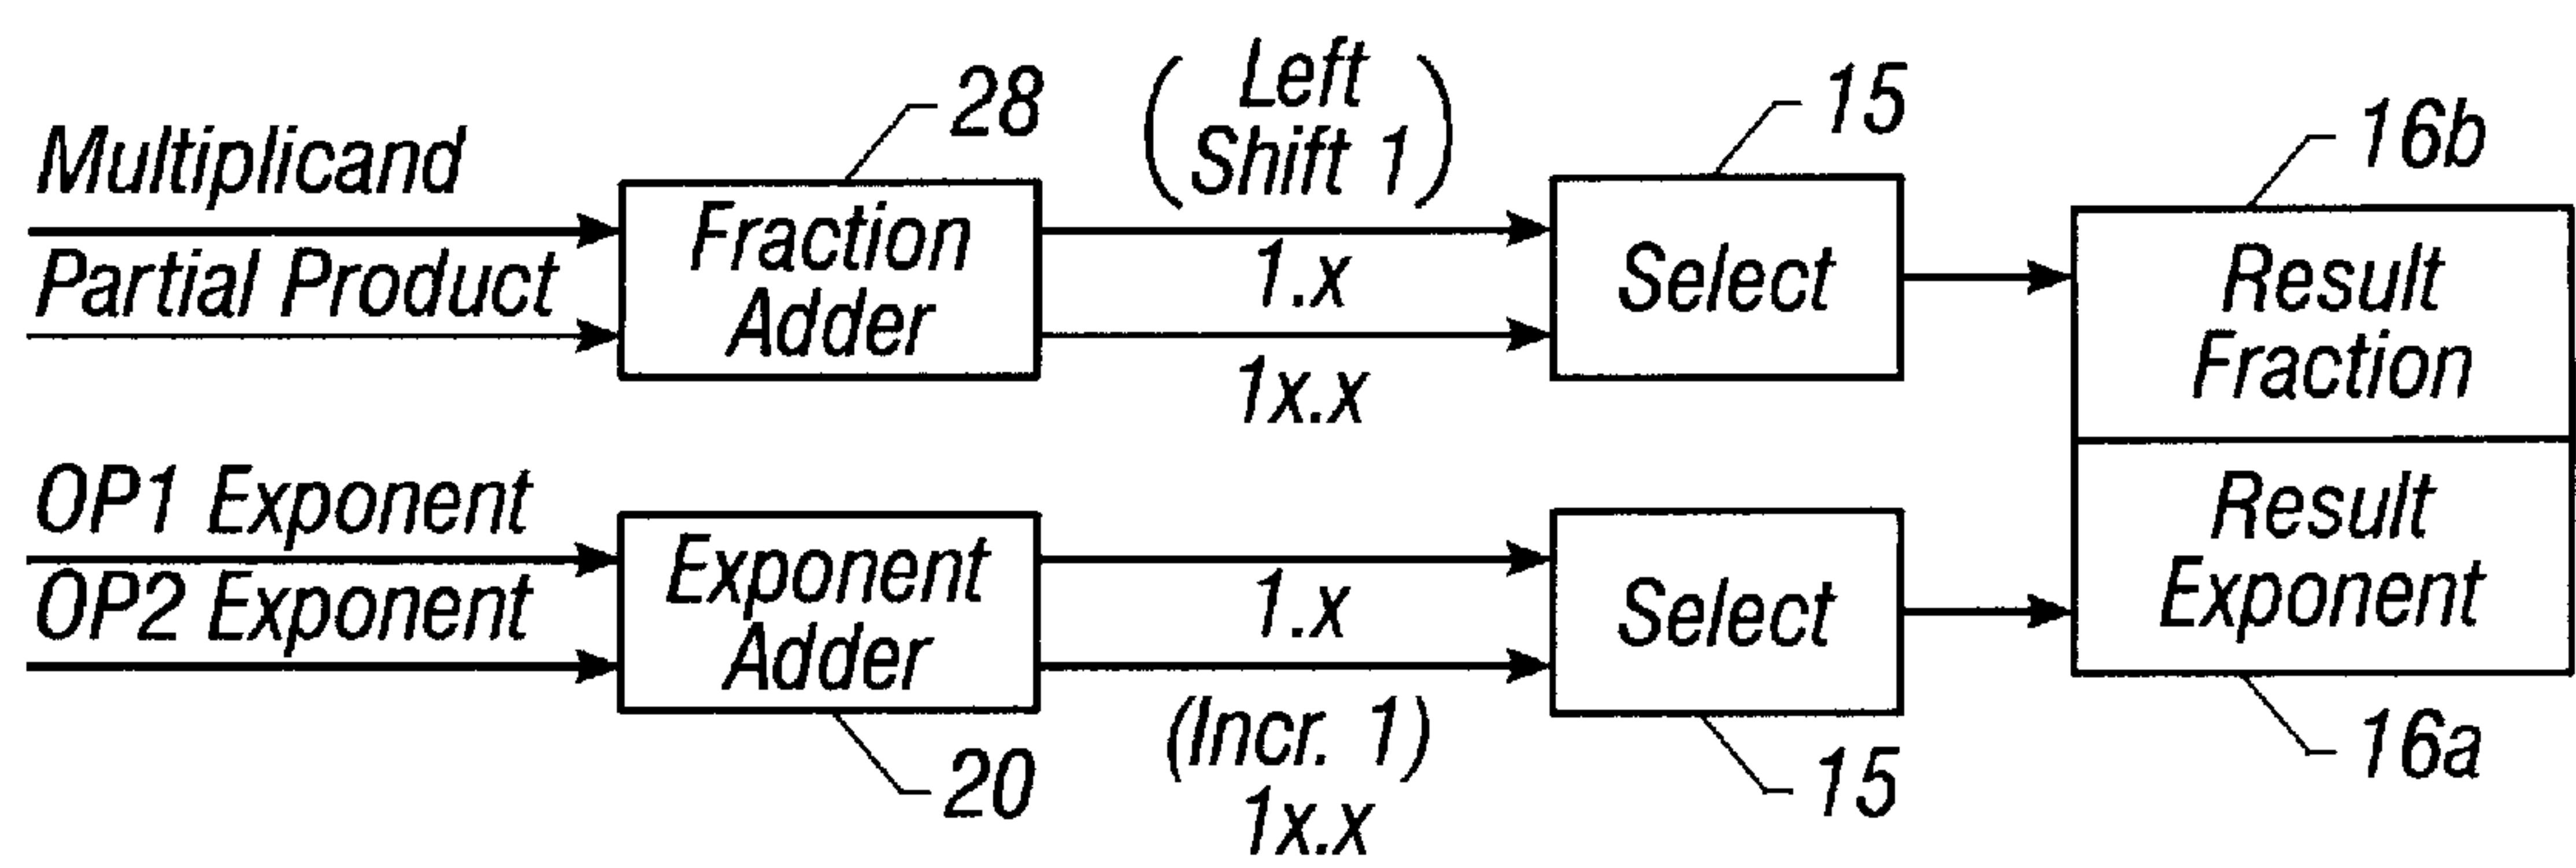 Multiplicand
Partial Product
28
Fraction
Adder
(Left
Shift 1)
1.x
1x.x
15
Select
16b
Result
Fraction
OP1 Exponent
OP2 Exponent
Exponent
Adder
20
1.x
(Incr. 1)
1x.x
Select
15
Result
Exponent
16a